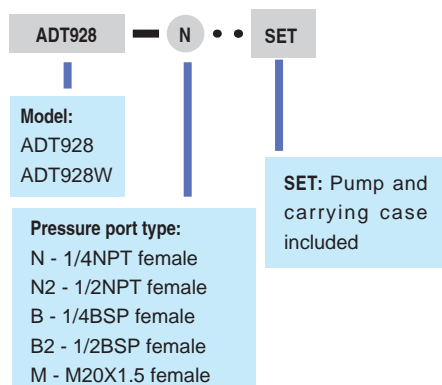 ADT928 — N • • SET
Model:
ADT928
ADT928W
Pressure port type:
N - 1/4NPT female
N2 - 1/2NPT female
B - 1/4BSP female
B2 - 1/2BSP female
M - M20X1.5 female
SET: Pump and
carrying case
included